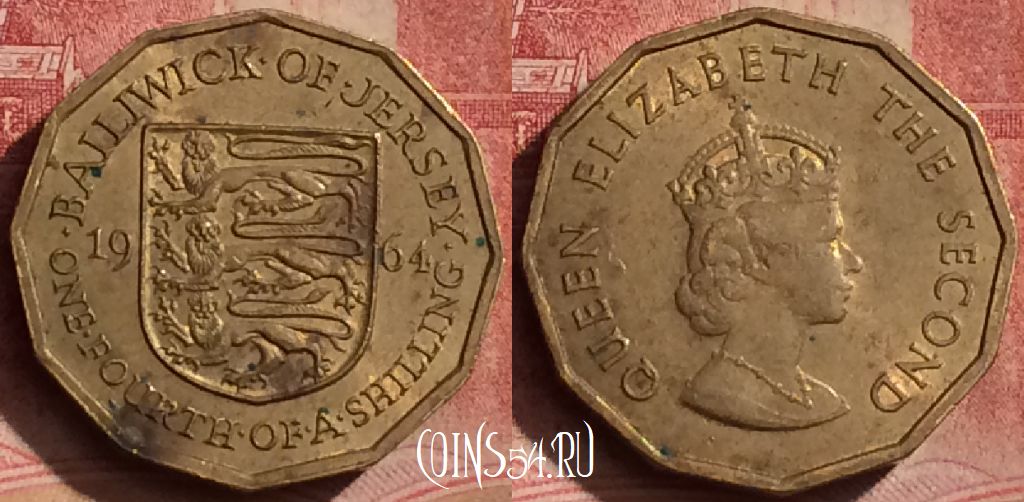 ·BAILIWICK·OF·JERSEY·
19 64
ONE·FOURTH·OF·A·SHILLING
QUEEN ELIZABETH THE SECOND
COINS54.RU